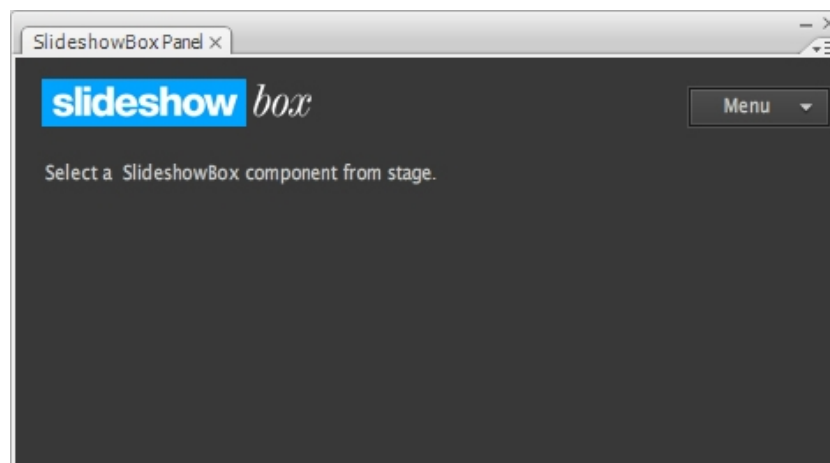 SlideshowBox Panel ×
slideshow box
Menu
Select a SlideshowBox component from stage.